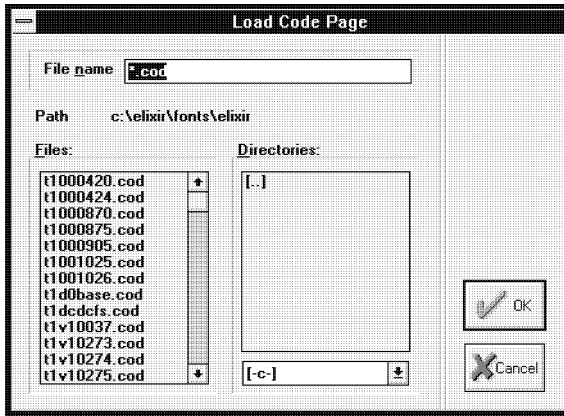 Load Code Page
File name *.cod
Path c:\elixir\fonts\elixir
Files:
t1000420.cod
t1000424.cod
t1000870.cod
t1000875.cod
t1000905.cod
t1001025.cod
t1001026.cod
t1d0base.cod
t1dcdcfs.cod
t1v10037.cod
t1v10273.cod
t1v10274.cod
t1v10275.cod
Directories:
[..]
[-c-]
OK
Cancel